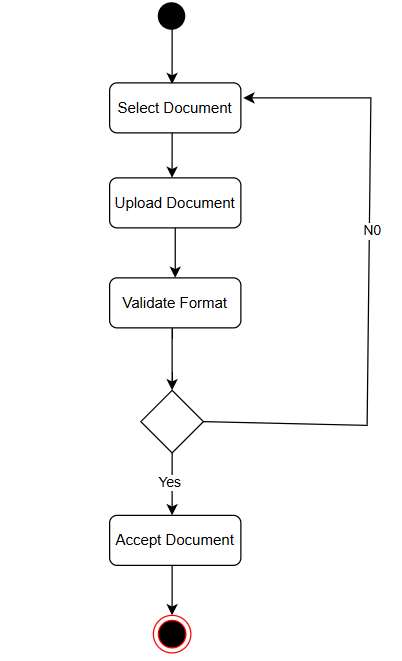 Select Document
Upload Document
N0
Validate Format
Yes
Accept Document